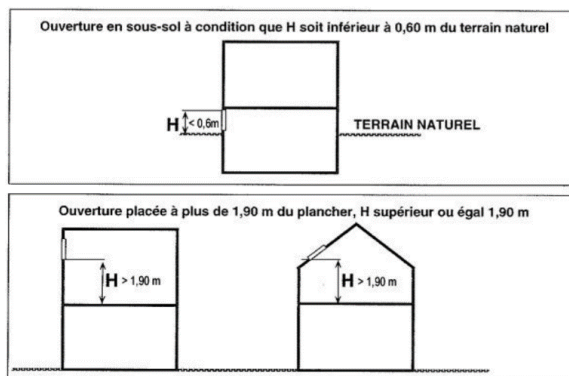 Ouverture en sous-sol à condition que H soit inférieur à 0,60 m du terrain naturel
H < 0,6m
TERRAIN NATUREL
Ouverture placée à plus de 1,90 m du plancher, H supérieur ou égal 1,90 m
H > 1,90 m
H > 1,90 m